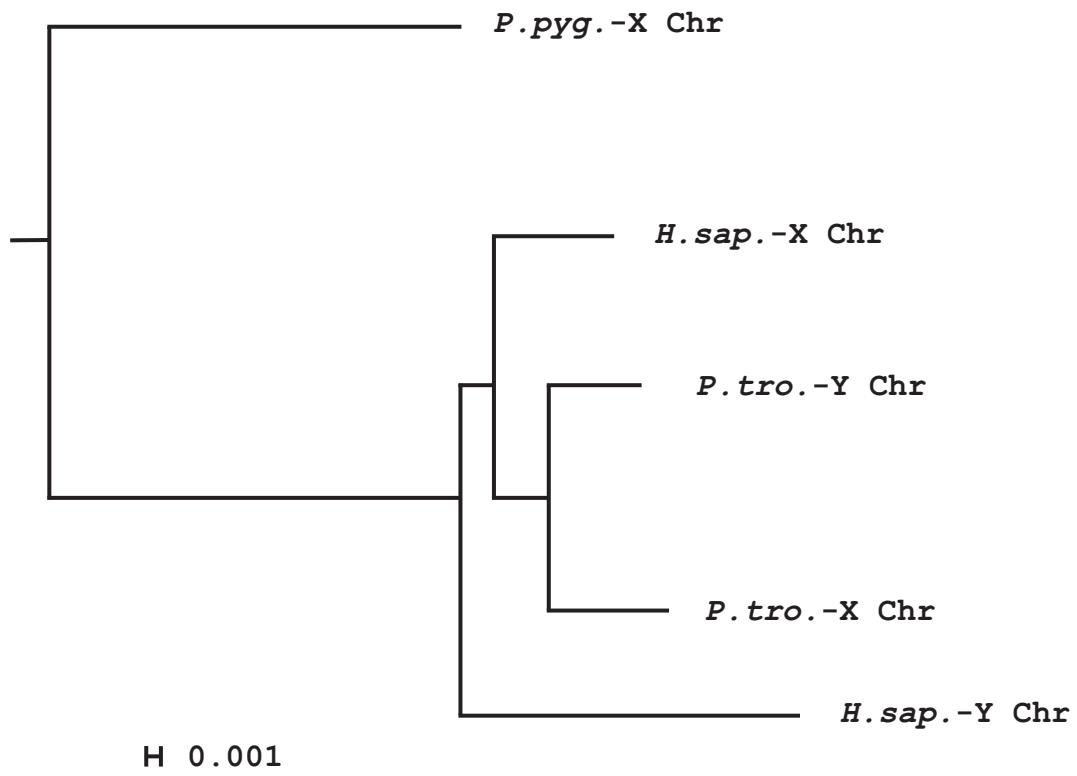 P.pyg.-X Chr
H.sap.-X Chr
P.tro.-Y Chr
P.tro.-X Chr
H.sap.-Y Chr
0.001